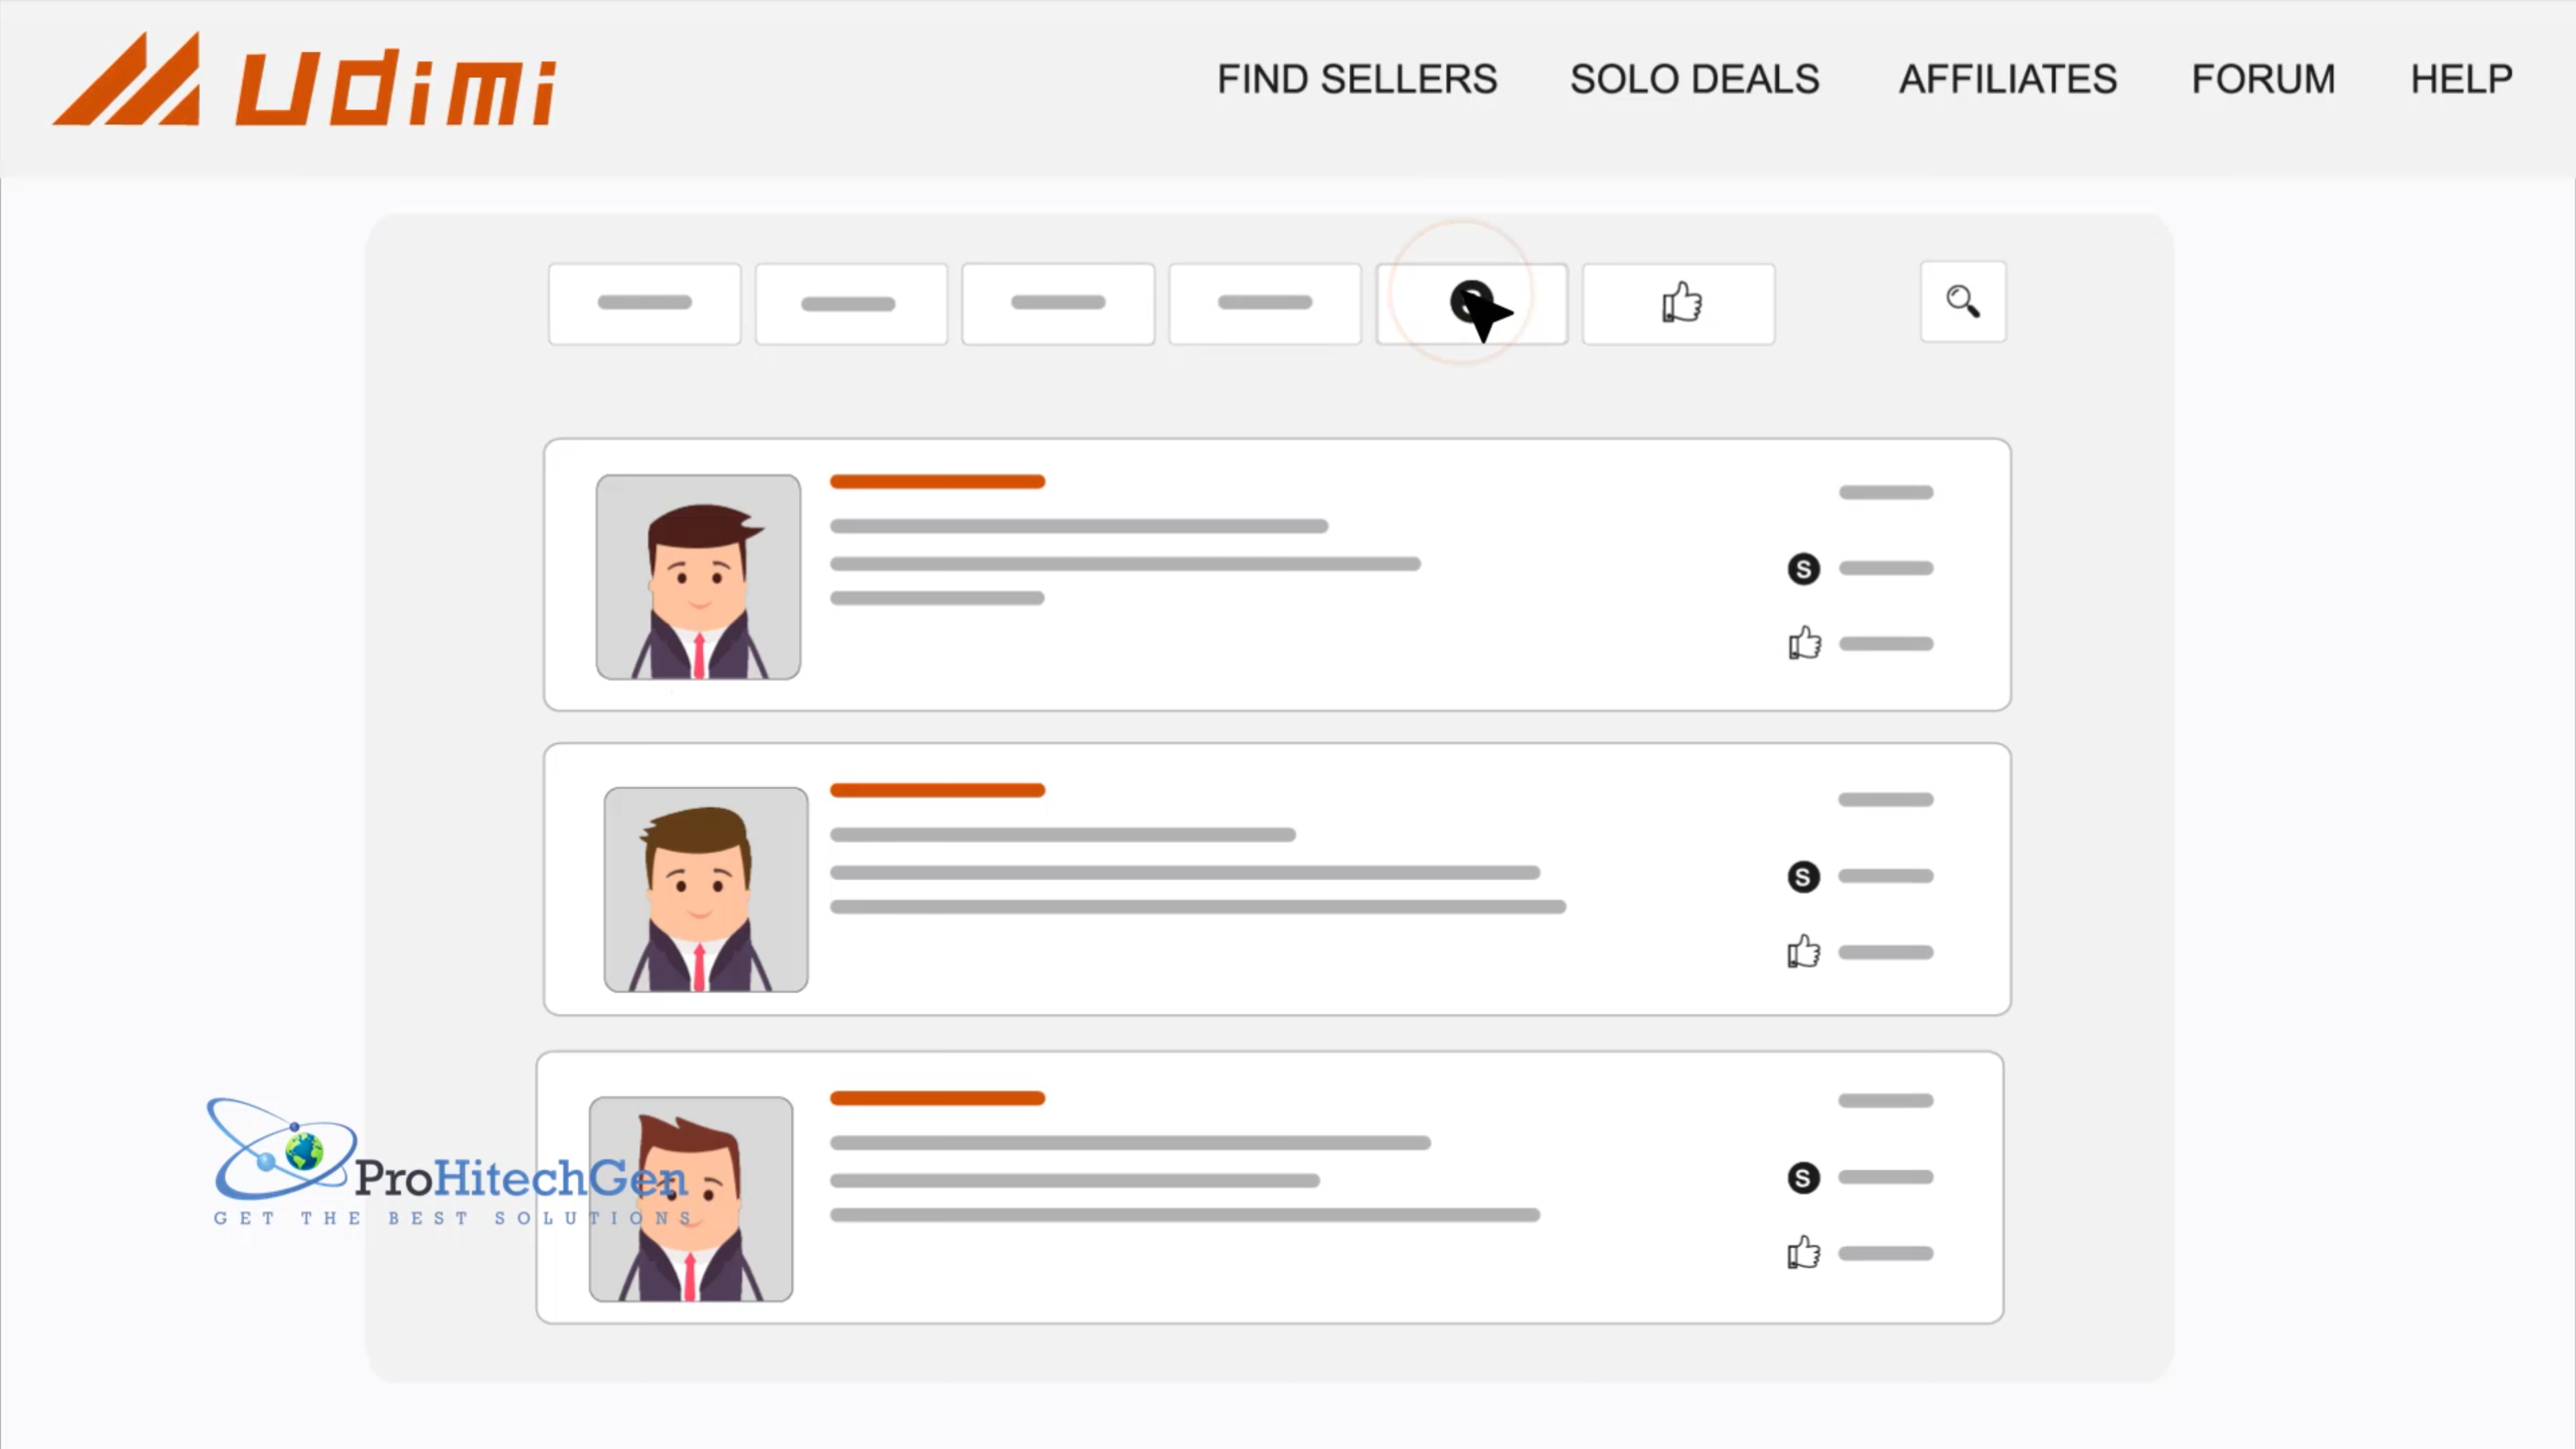 Udimi
FIND SELLERS SOLO DEALS AFFILIATES FORUM HELP
S
S
ProHitechGen
GET THE BEST SOLUTIONS
S